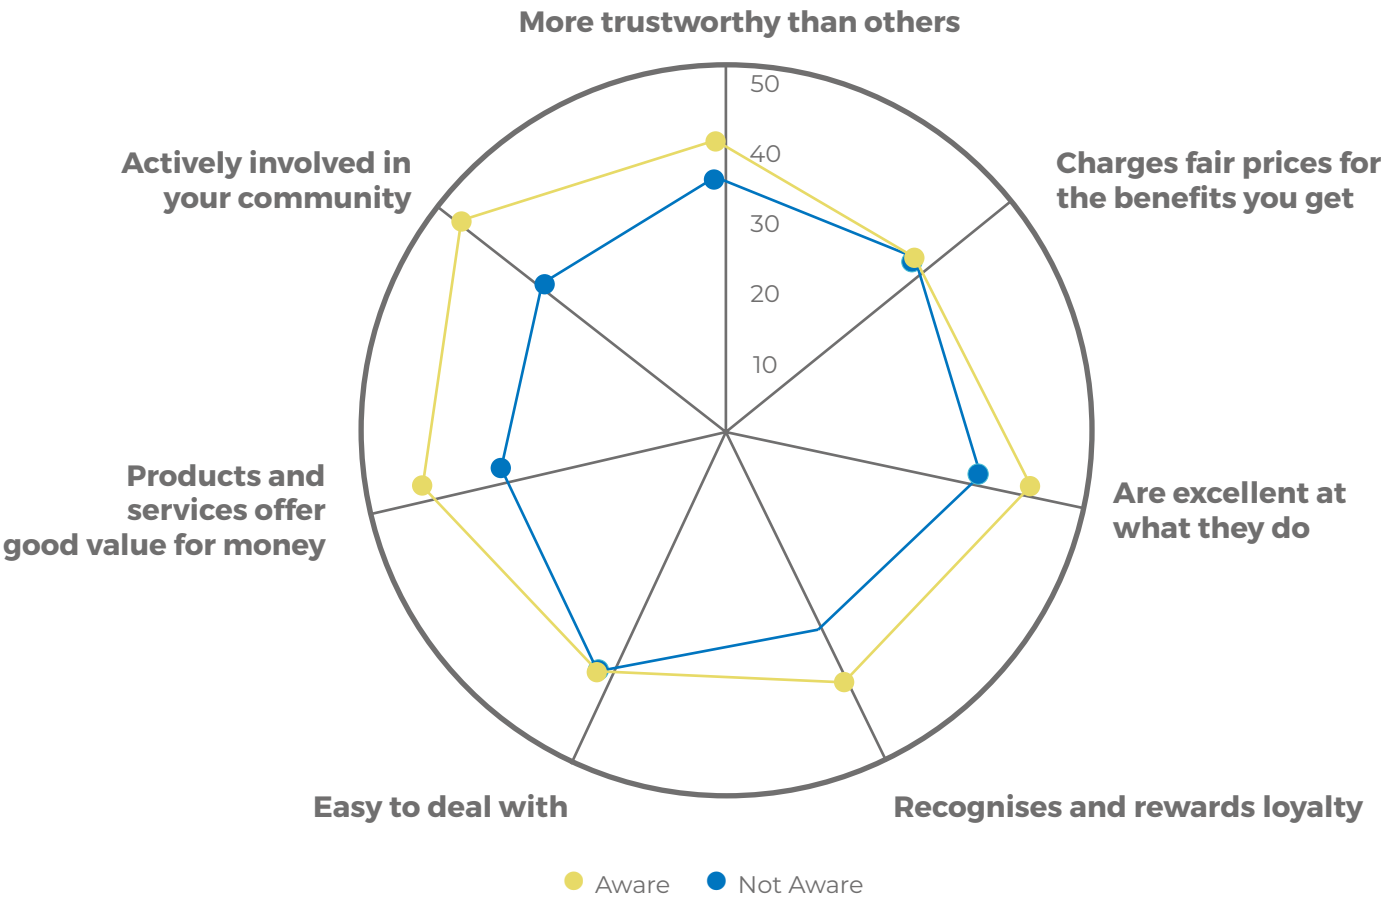 More trustworthy than others
50
40
30
20
10
Charges fair prices for
the benefits you get
Are excellent at
what they do
Recognises and rewards loyalty
Easy to deal with
Products and
services offer
good value for money
Actively involved in
your community
Aware
Not Aware